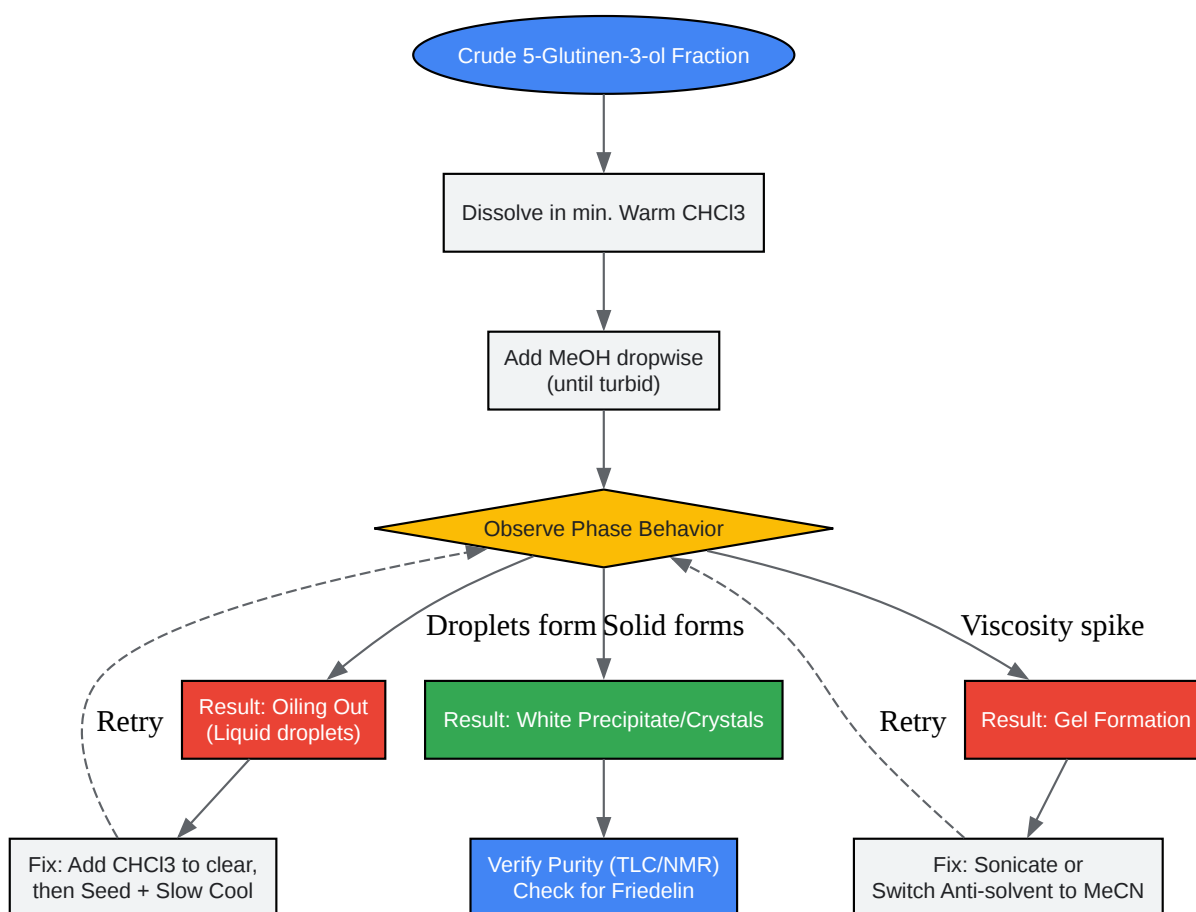 Crude 5-Glutinen-3-ol Fraction
Dissolve in min. Warm CHCl3
Add MeOH dropwise
(until turbid)
Observe Phase Behavior
Droplets form
Solid forms
Viscosity spike
Result: Oiling Out
(Liquid droplets)
Result: White Precipitate/Crystals
Result: Gel Formation
Retry
Retry
Fix: Add CHCl3 to clear,
then Seed + Slow Cool
Verify Purity (TLC/NMR)
Check for Friedelin
Fix: Sonicate or
Switch Anti-solvent to MeCN